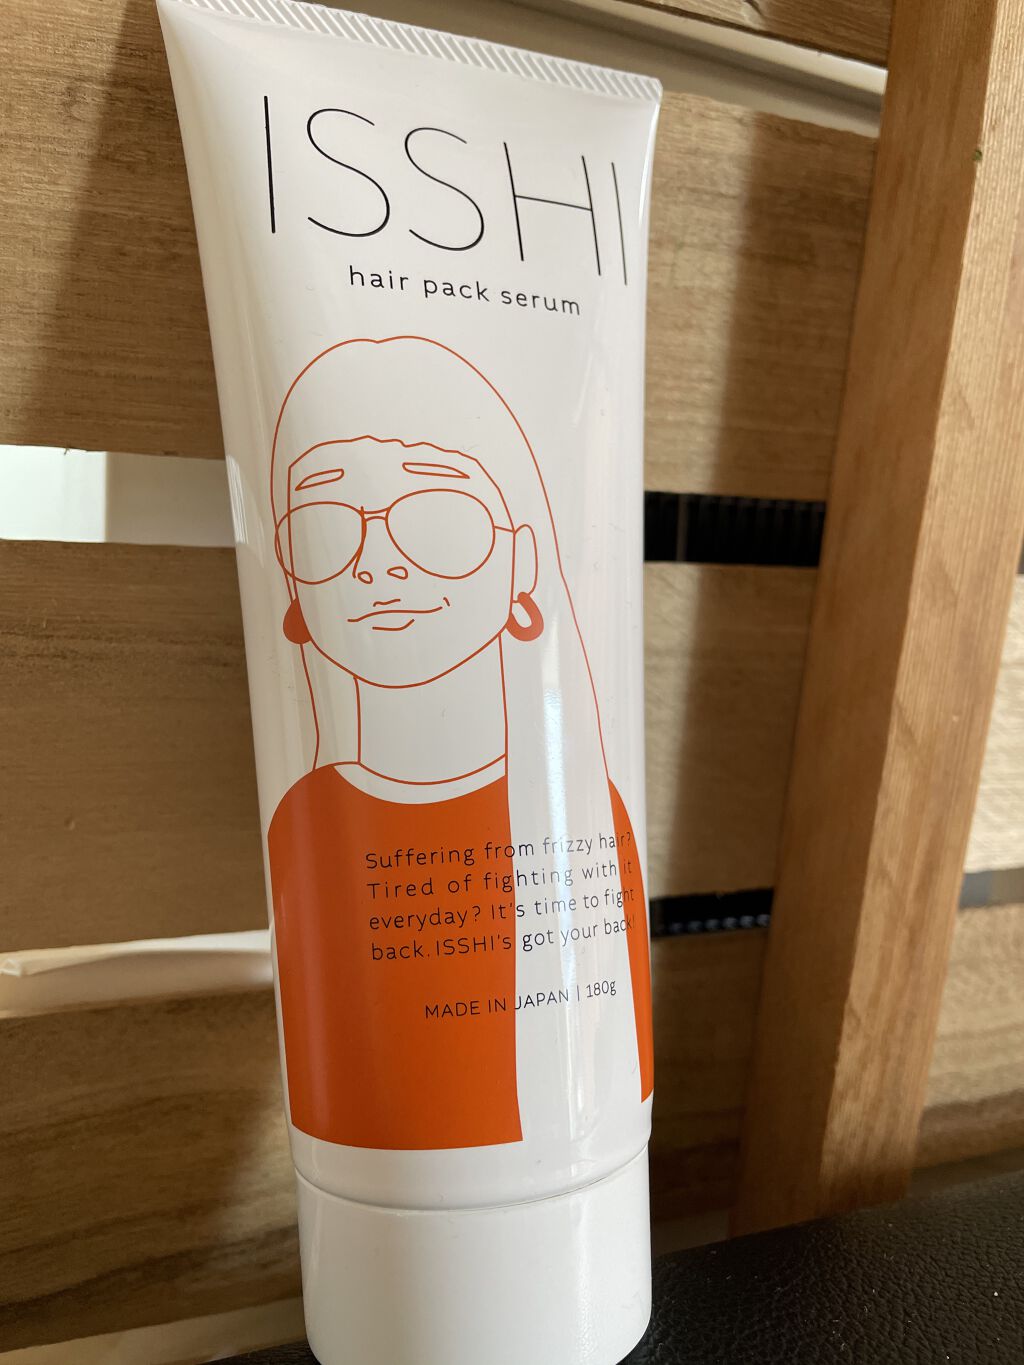 ISSHI
hair pack serum
Suffering from frizzy hair?
Tired of fighting with it
everyday? It's time to fight
back. ISSHI's got your back!
MADE IN JAPAN | 180g